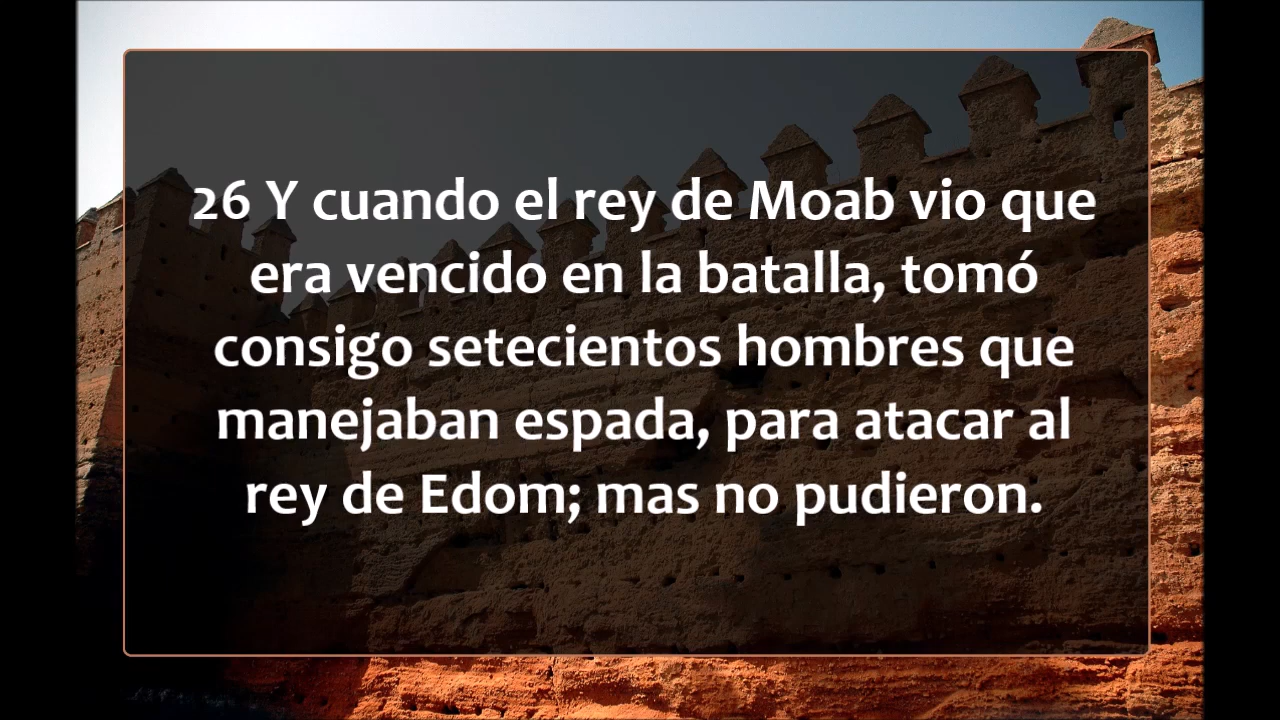 26 Y cuando el rey de Moab vio que
era vencido en la batalla, tomó
consigo setecientos hombres que
manejaban espada, para atacar al
rey de Edom; mas no pudieron.